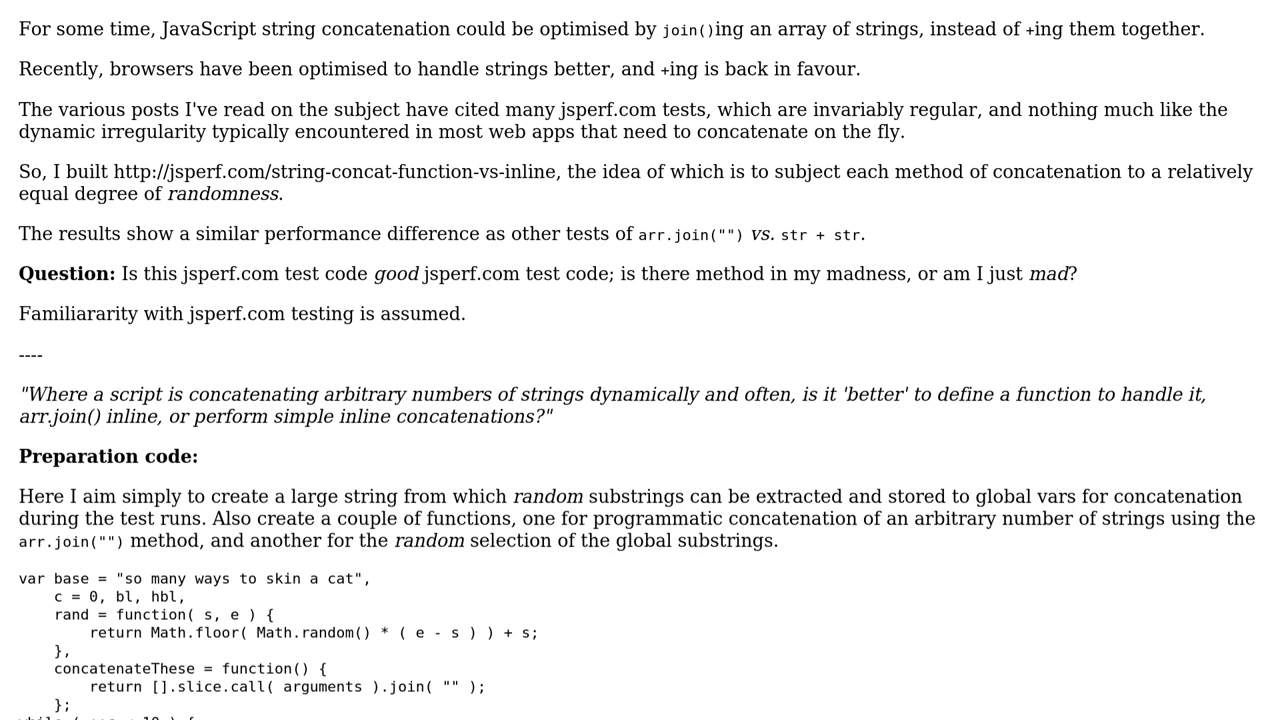 For some time, JavaScript string concatenation could be optimised by join()ing an array of strings, instead of +ing them together.
Recently, browsers have been optimised to handle strings better, and +ing is back in favour.
The various posts I've read on the subject have cited many jsperf.com tests, which are invariably regular, and nothing much like the
dynamic irregularity typically encountered in most web apps that need to concatenate on the fly.
So, I built http://jsperf.com/string-concat-function-vs-inline, the idea of which is to subject each method of concatenation to a relatively
equal degree of randomness.
The results show a similar performance difference as other tests of arr.join("") vs. str + str.
Question: Is this jsperf.com test code good jsperf.com test code; is there method in my madness, or am I just mad?
Familiararity with jsperf.com testing is assumed.
----
"Where a script is concatenating arbitrary numbers of strings dynamically and often, is it 'better' to define a function to handle it,
arr.join() inline, or perform simple inline concatenations?"
Preparation code:
Here I aim simply to create a large string from which random substrings can be extracted and stored to global vars for concatenation
during the test runs. Also create a couple of functions, one for programmatic concatenation of an arbitrary number of strings using the
arr.join("") method, and another for the random selection of the global substrings.
var base = "so many ways to skin a cat",
    c = 0, bl, hbl,
    rand = function( s, e ) {
        return Math.floor( Math.random() * ( e - s ) ) + s;
    },
    concatenateThese = function() {
        return [].slice.call( arguments ).join( "" );
    };